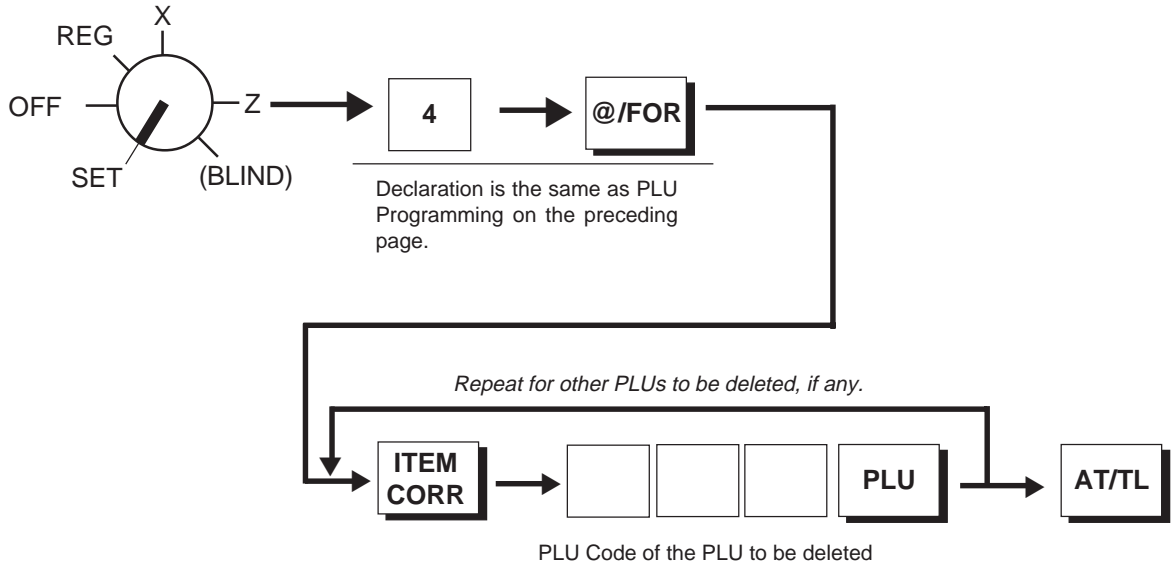 X
REG
OFF
Z
SET
(BLIND)
4
@/FOR
Declaration is the same as PLU
Programming on the preceding
page.
Repeat for other PLUs to be deleted, if any.
ITEM
CORR
PLU
AT/TL
PLU Code of the PLU to be deleted